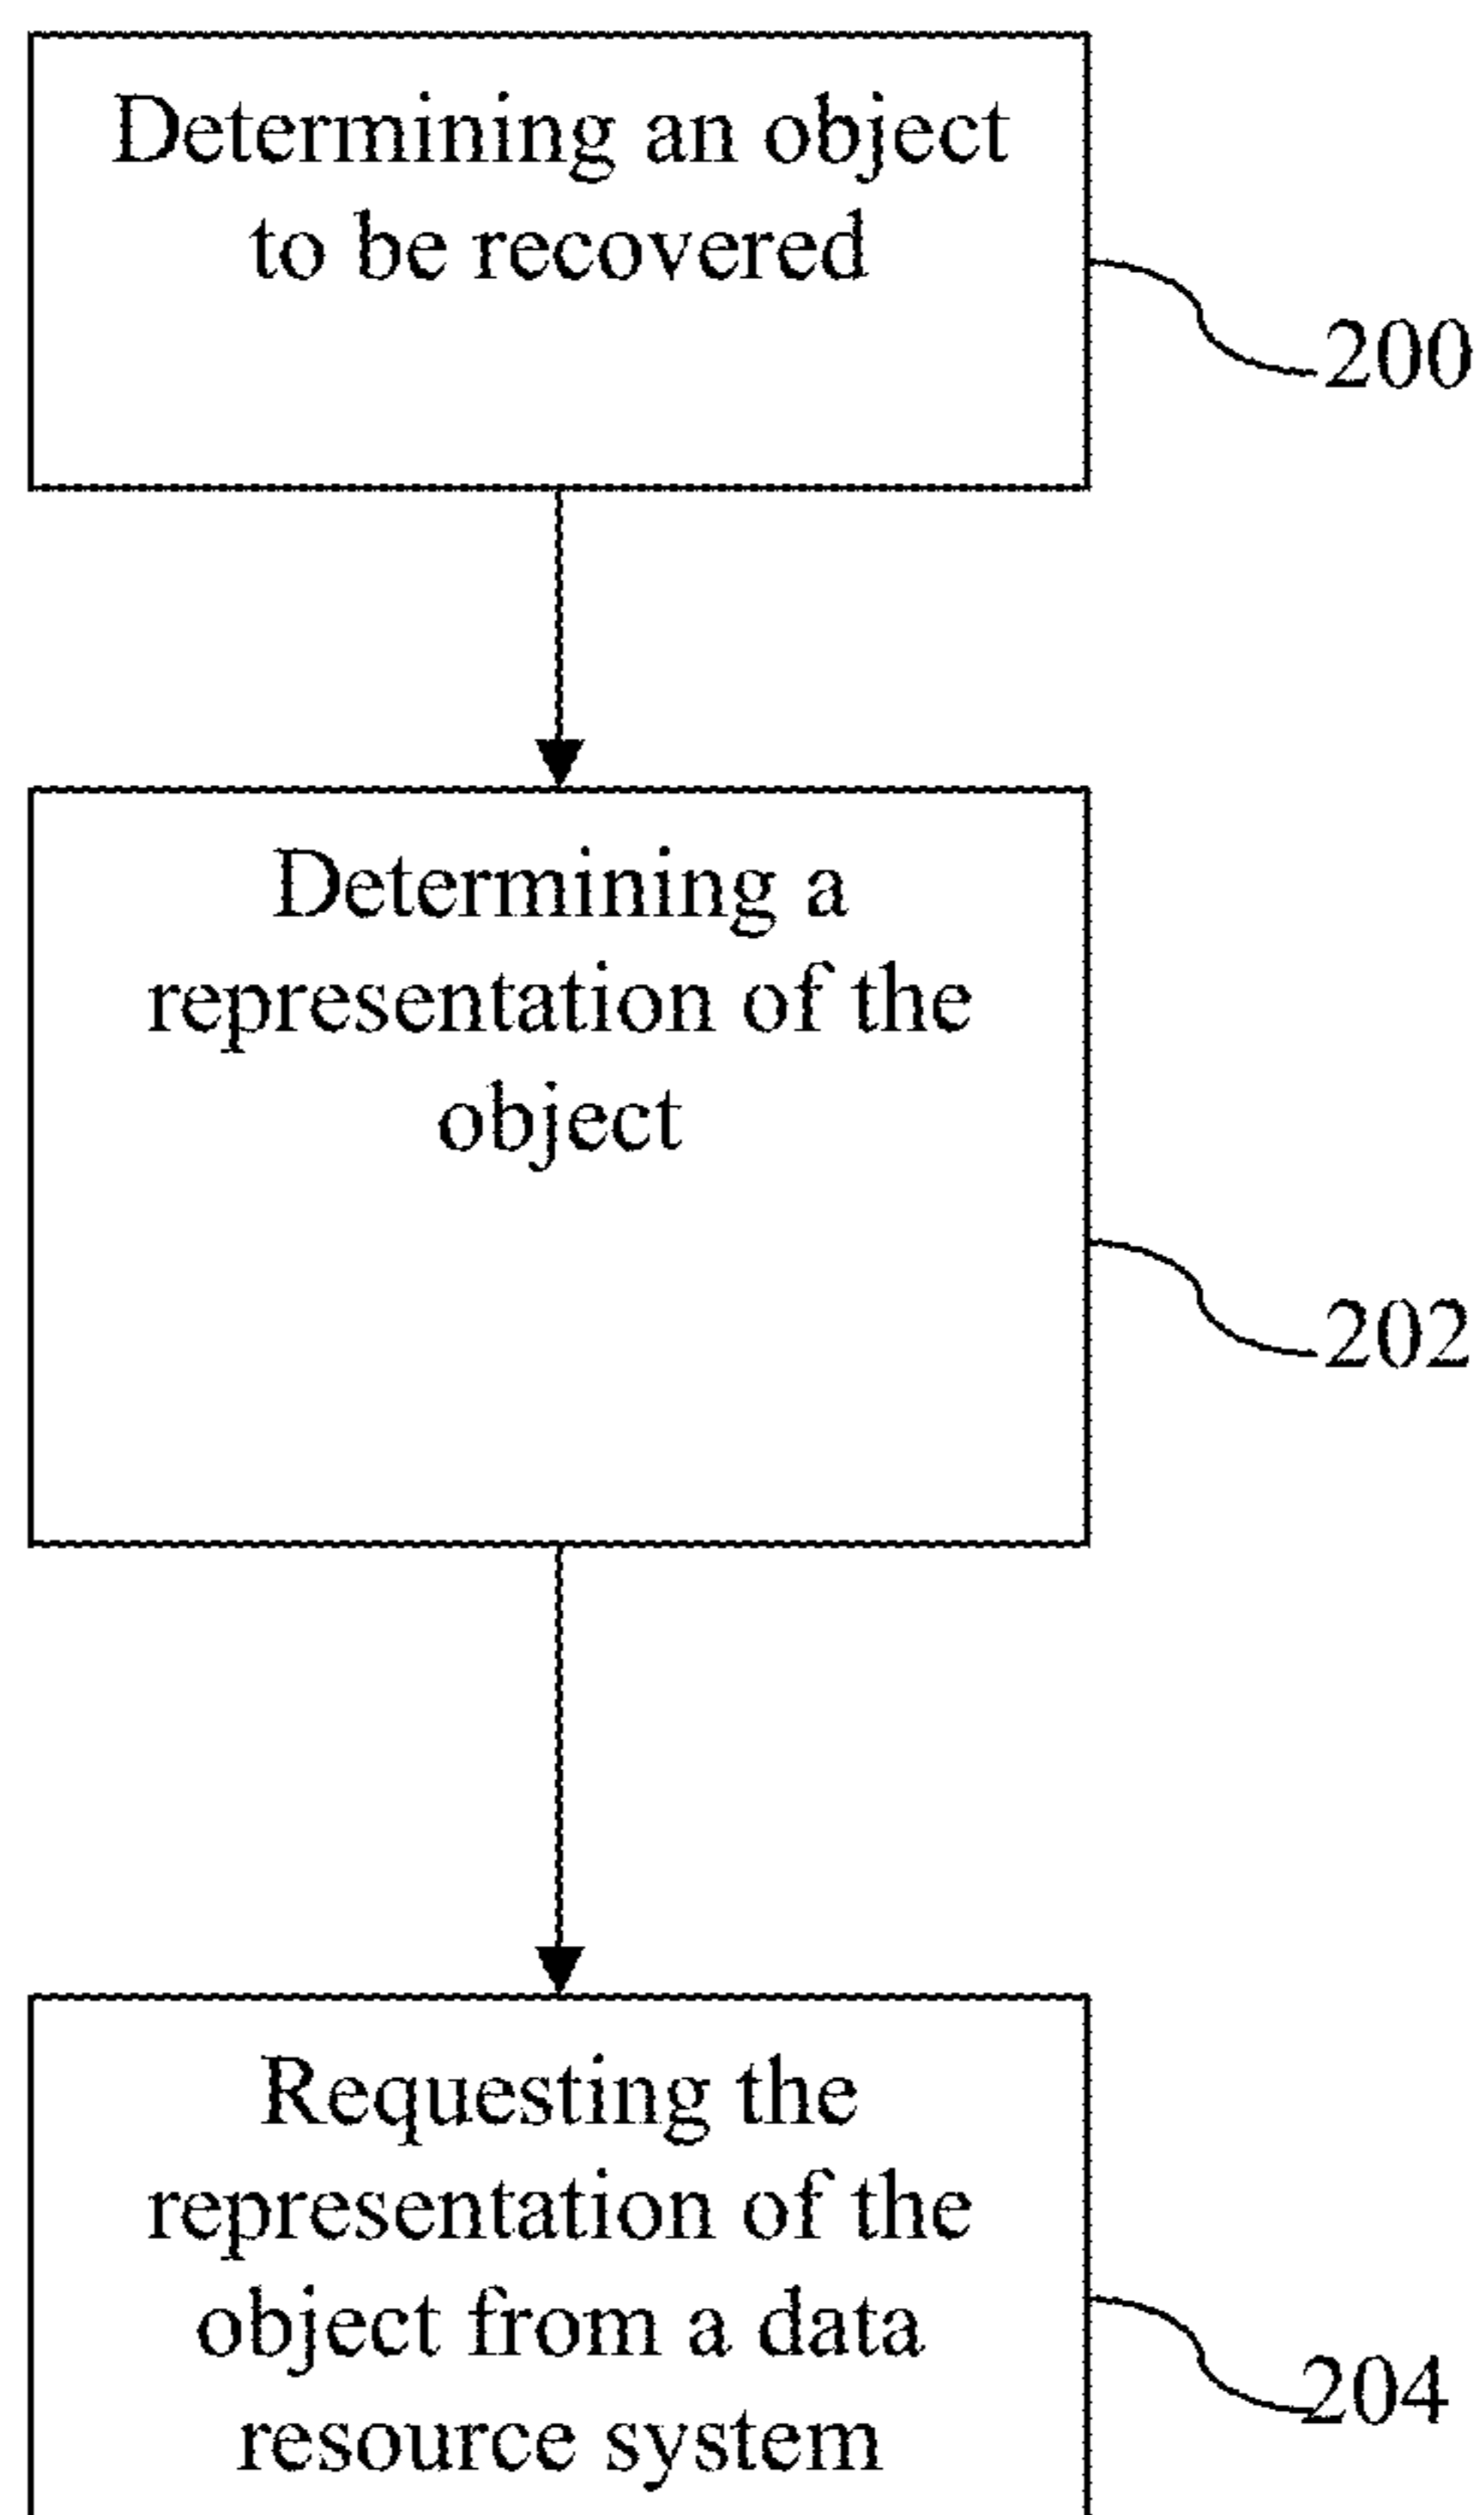 Determining an object
to be recovered
200
Determining a
representation of the
object
202
Requesting the
representation of the
object from a data
resource system
204